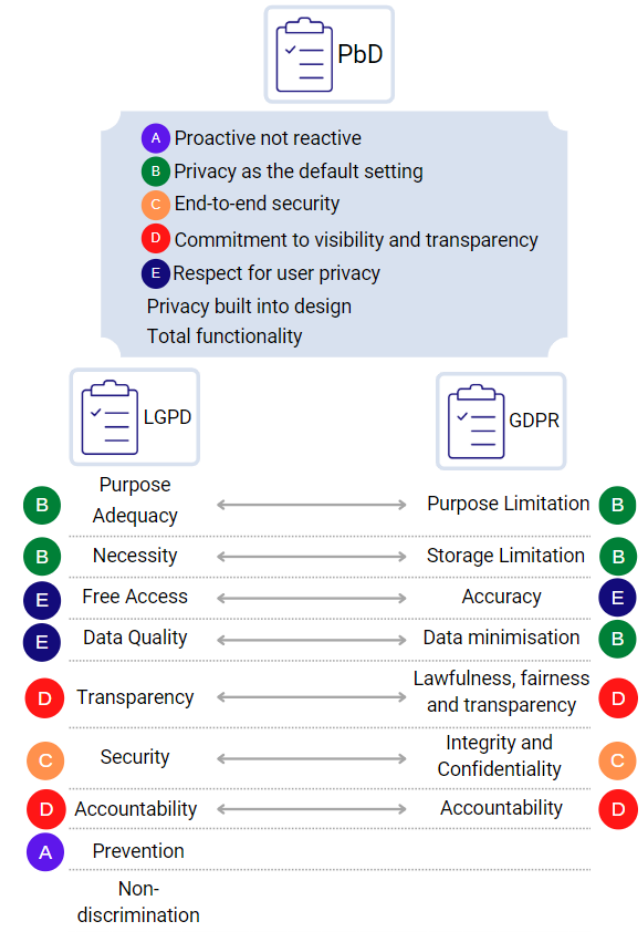 PbD
A Proactive not reactive
B Privacy as the default setting
C End-to-end security
D Commitment to visibility and transparency
E Respect for user privacy
Privacy built into design
Total functionality
LGPD
GDPR
B Purpose
Adequacy
Purpose Limitation B
B Necessity
Storage Limitation B
E Free Access
Accuracy E
E Data Quality
Data minimisation B
D Transparency
Lawfulness, fairness
and transparency D
C Security
Integrity and
Confidentiality C
D Accountability
Accountability D
A Prevention
Non-
discrimination